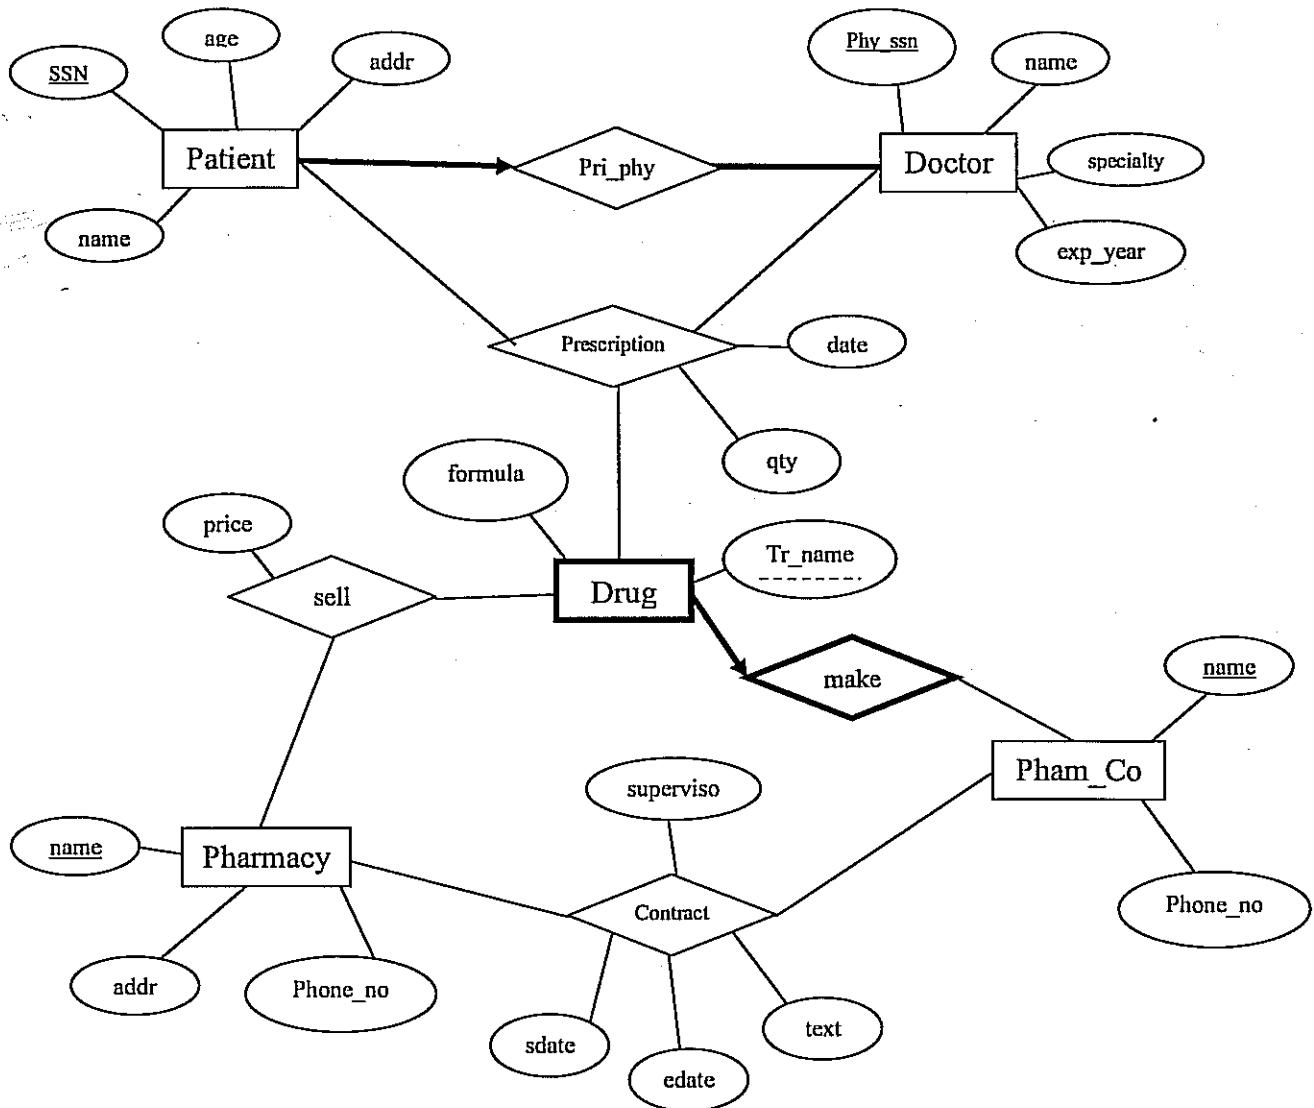 age
SSN
addr
Patient
name
Pri_phy
Phy_ssn
name
Doctor
specialty
exp_year
Prescription
date
qty
formula
price
sell
Drug
Tr_name
make
name
Pham_Co
Phone_no
superviso
name
Pharmacy
Contract
addr
Phone_no
sdate
edate
text